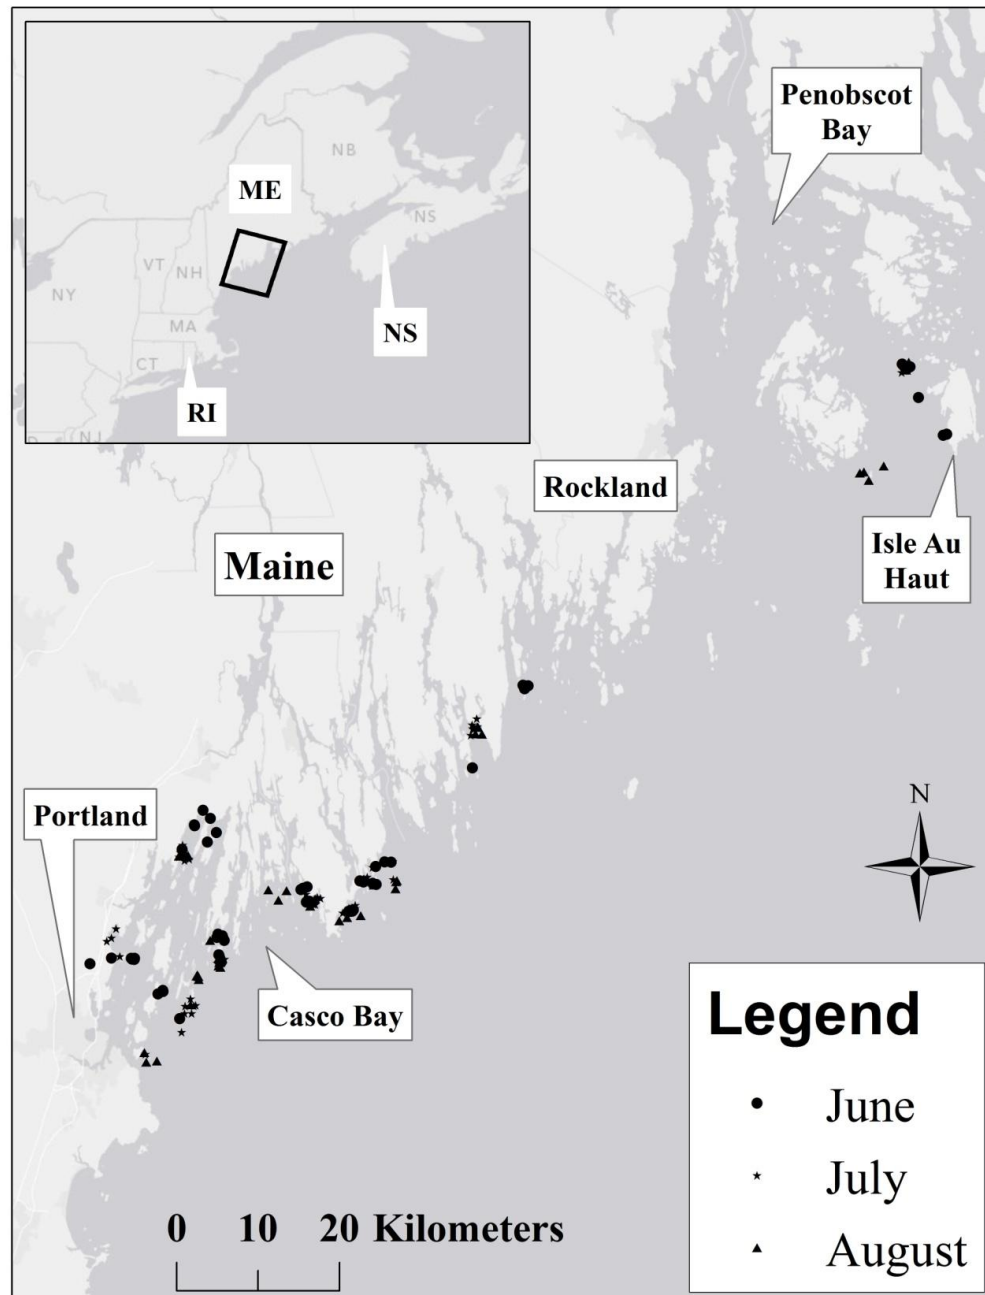 Penobscot
Bay
NB
ME
NS
VT
NH
NY
MA
NS
CT
RI
NJ
Rockland
Isle Au
Haut
Maine
Portland
N
Casco Bay
Legend
June
July
August
0 10 20 Kilometers